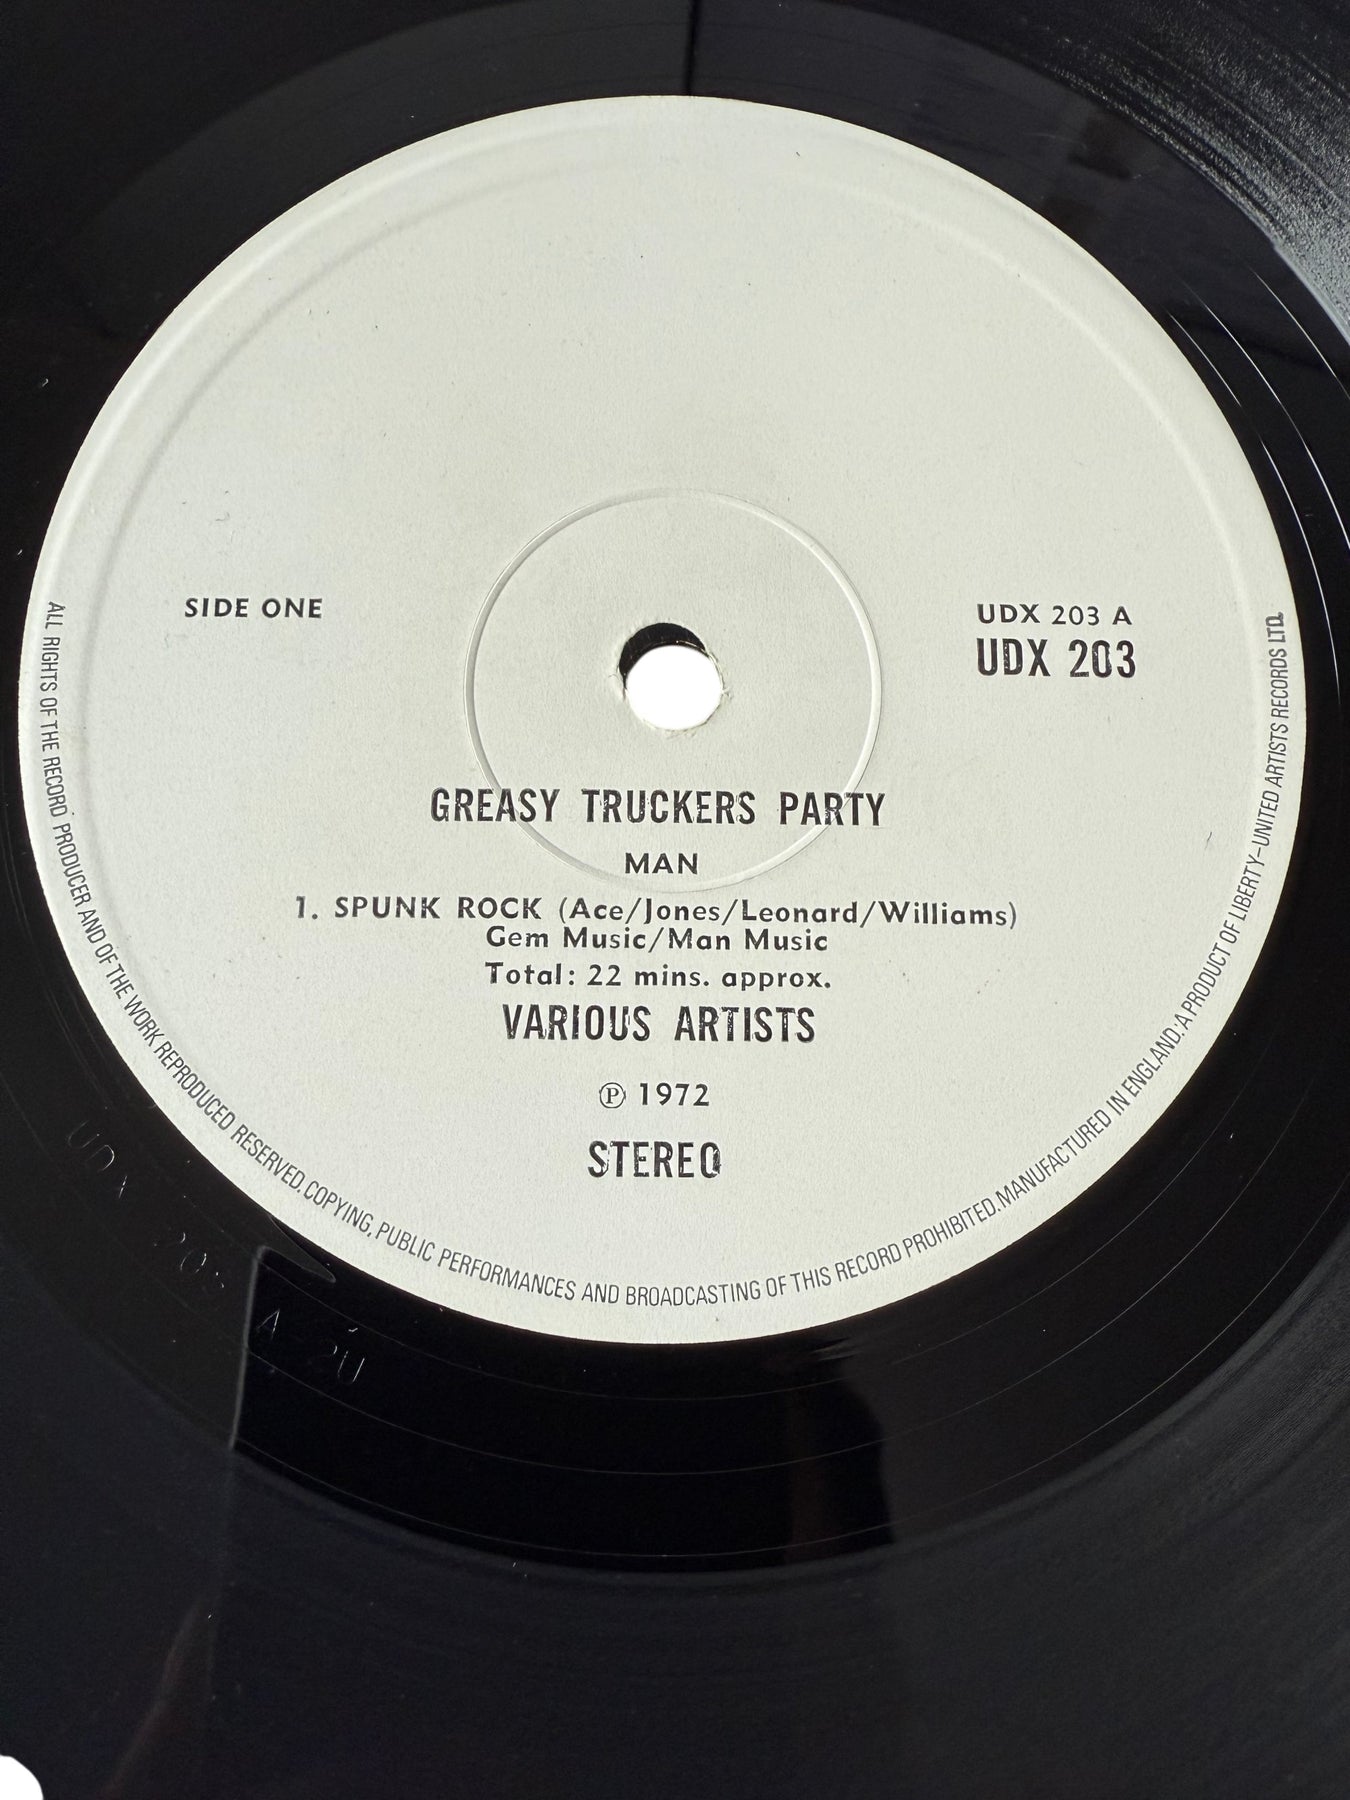 SIDE ONE
UDX 203 A
UDX 203
GREASY TRUCKERS PARTY
MAN
1. SPUNK ROCK (Ace/Jones/Leonard/Williams)
Gem Music/Man Music
Total: 22 mins. approx.
VARIOUS ARTISTS
℗ 1972
STEREO
ALL RIGHTS OF THE RECORD PRODUCER AND OF THE WORK REPRODUCED RESERVED. COPYING, PUBLIC PERFORMANCES AND BROADCASTING OF THIS RECORD PROHIBITED. MANUFACTURED IN ENGLAND: A PRODUCT OF LIBERTY–UNITED ARTISTS RECORDS LTD.
UDX 203 A 2U